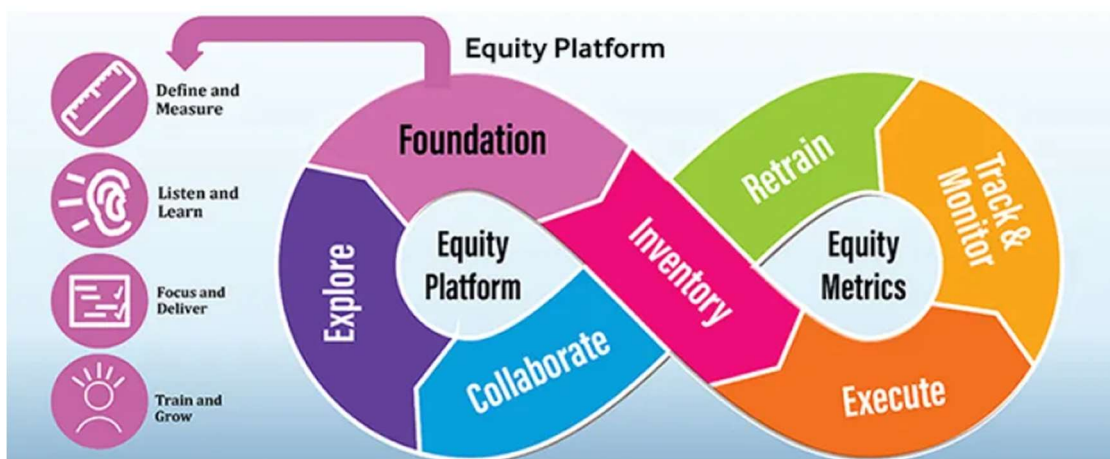 Equity Platform
Define and
Measure
Listen and
Learn
Focus and
Deliver
Train and
Grow
Foundation
Explore
Equity
Platform
Collaborate
Inventory
Retrain
Track &
Monitor
Equity
Metrics
Execute